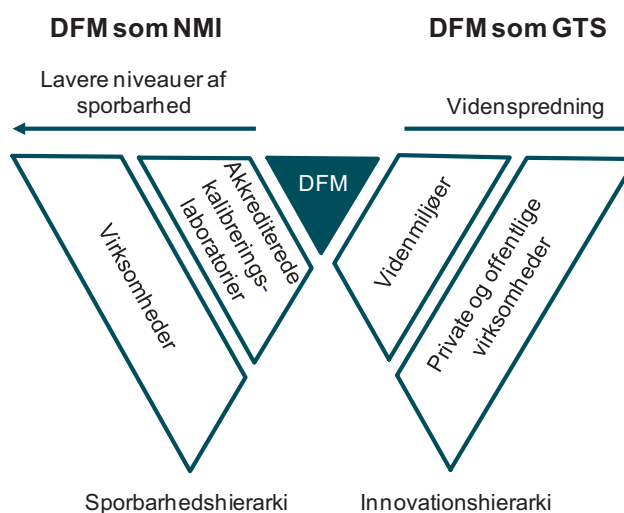 DFM som NMI
DFM som GTS
Lavere niveauer af
sporbarhed
Videnspredning
Virksomheder
Akkrediterede
kalibrerings-
laboratorier
DFM
Videnmiljøer
Private og offentlige
virksomheder
Sporbarhedshierarki
Innovationshierarki